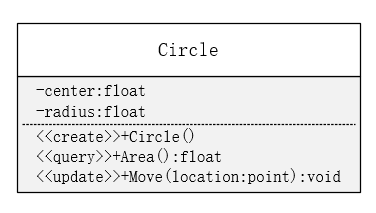 Circle
-center:float
-radius:float
<<create>>+Circle()
<<query>>+Area():float
<<update>>+Move(location:point):void